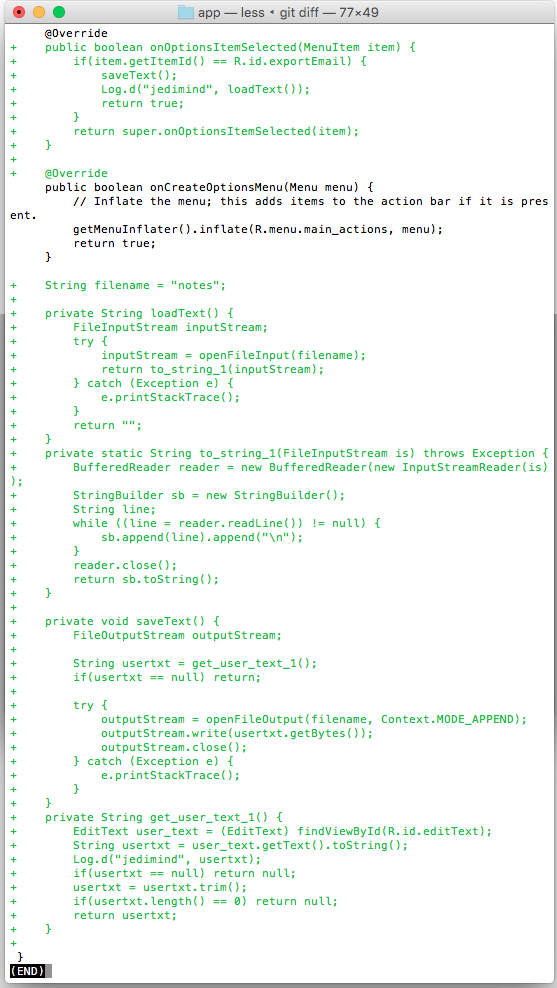 app — less ◂ git diff — 77×49
     @Override
+    public boolean onOptionsItemSelected(MenuItem item) {
+        if(item.getItemId() == R.id.exportEmail) {
+            saveText();
+            Log.d("jedimind", loadText());
+            return true;
+        }
+        return super.onOptionsItemSelected(item);
+    }
+
+    @Override
     public boolean onCreateOptionsMenu(Menu menu) {
         // Inflate the menu; this adds items to the action bar if it is pres
ent.
         getMenuInflater().inflate(R.menu.main_actions, menu);
         return true;
     }

+    String filename = "notes";
+
+    private String loadText() {
+        FileInputStream inputStream;
+        try {
+            inputStream = openFileInput(filename);
+            return to_string_1(inputStream);
+        } catch (Exception e) {
+            e.printStackTrace();
+        }
+        return "";
+    }
+    private static String to_string_1(FileInputStream is) throws Exception {
+        BufferedReader reader = new BufferedReader(new InputStreamReader(is)
);
+        StringBuilder sb = new StringBuilder();
+        String line;
+        while ((line = reader.readLine()) != null) {
+            sb.append(line).append("\n");
+        }
+        reader.close();
+        return sb.toString();
+    }
+
+    private void saveText() {
+        FileOutputStream outputStream;
+
+        String usertxt = get_user_text_1();
+        if(usertxt == null) return;
+
+        try {
+            outputStream = openFileOutput(filename, Context.MODE_APPEND);
+            outputStream.write(usertxt.getBytes());
+            outputStream.close();
+        } catch (Exception e) {
+            e.printStackTrace();
+        }
+    }
+    private String get_user_text_1() {
+        EditText user_text = (EditText) findViewById(R.id.editText);
+        String usertxt = user_text.getText().toString();
+        Log.d("jedimind", usertxt);
+        if(usertxt == null) return null;
+        usertxt = usertxt.trim();
+        if(usertxt.length() == 0) return null;
+        return usertxt;
+    }
+
 }
(END)